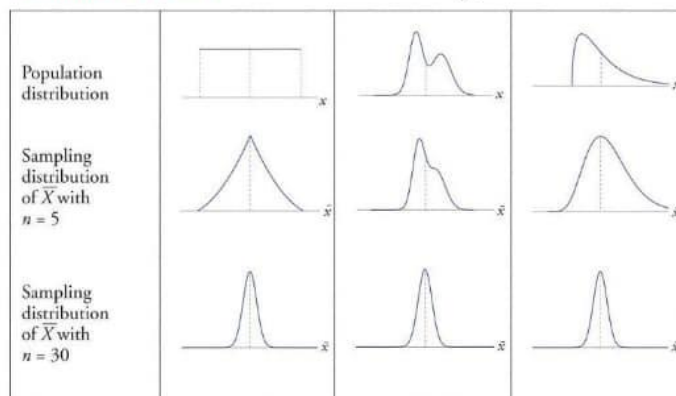 Population
distribution
x
x
x
Sampling
distribution
of X̄ with
n = 5
x̄
x̄
x̄
Sampling
distribution
of X̄ with
n = 30
x̄
x̄
x̄